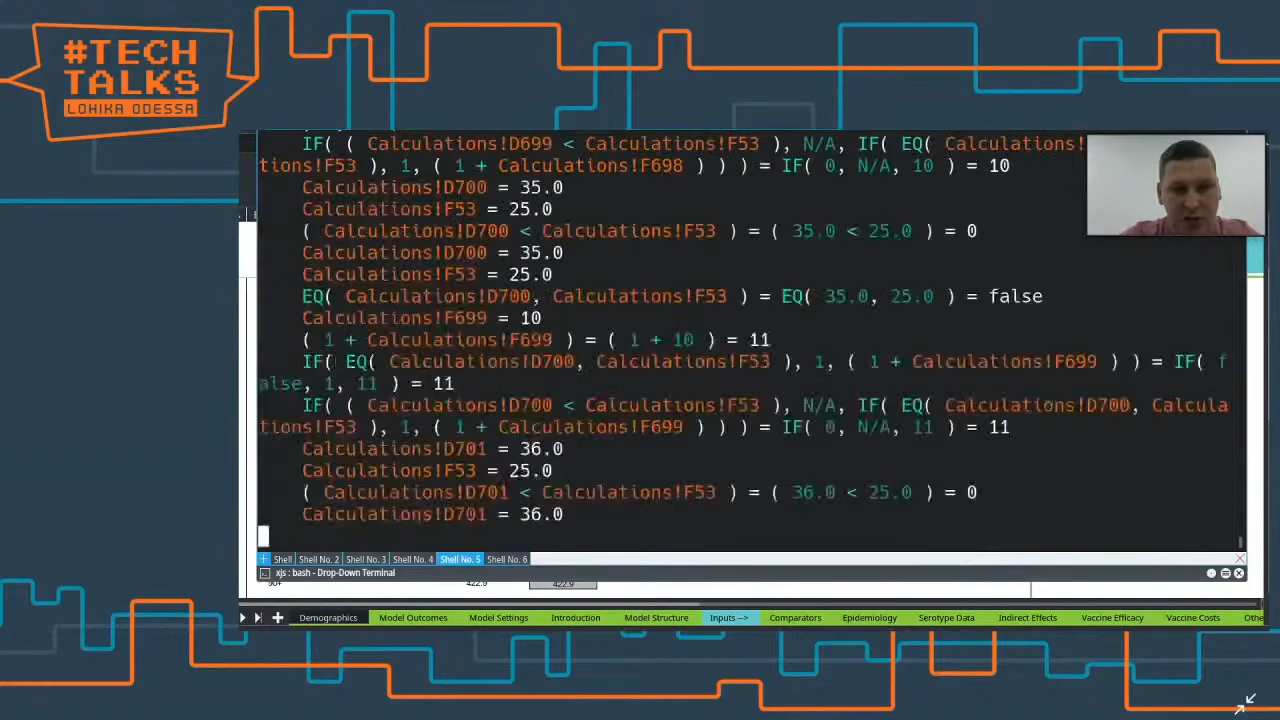 #TECH
TALKS
LOHIKA ODESSA
IF( ( Calculations!D699 < Calculations!F53 ), N/A, IF( EQ( Calculations!
tions!F53 ), 1, ( 1 + Calculations!F698 ) ) ) = IF( 0, N/A, 10 ) = 10
Calculations!D700 = 35.0
Calculations!F53 = 25.0
( Calculations!D700 < Calculations!F53 ) = ( 35.0 < 25.0 ) = 0
Calculations!D700 = 35.0
Calculations!F53 = 25.0
EQ( Calculations!D700, Calculations!F53 ) = EQ( 35.0, 25.0 ) = false
Calculations!F699 = 10
( 1 + Calculations!F699 ) = ( 1 + 10 ) = 11
IF( EQ( Calculations!D700, Calculations!F53 ), 1, ( 1 + Calculations!F699 ) ) = IF( f
alse, 1, 11 ) = 11
IF( ( Calculations!D700 < Calculations!F53 ), N/A, IF( EQ( Calculations!D700, Calcula
tions!F53 ), 1, ( 1 + Calculations!F699 ) ) ) = IF( 0, N/A, 11 ) = 11
Calculations!D701 = 36.0
Calculations!F53 = 25.0
( Calculations!D701 < Calculations!F53 ) = ( 36.0 < 25.0 ) = 0
Calculations!D701 = 36.0
+ Shell Shell No. 2 Shell No. 3 Shell No. 4 Shell No. 5 Shell No. 6
xjs : bash - Drop-Down Terminal
90+ 422.9 422.9
Demographics Model Outcomes Model Settings Introduction Model Structure Inputs --> Comparators Epidemiology Serotype Data Indirect Effects Vaccine Efficacy Vaccine Costs Othe